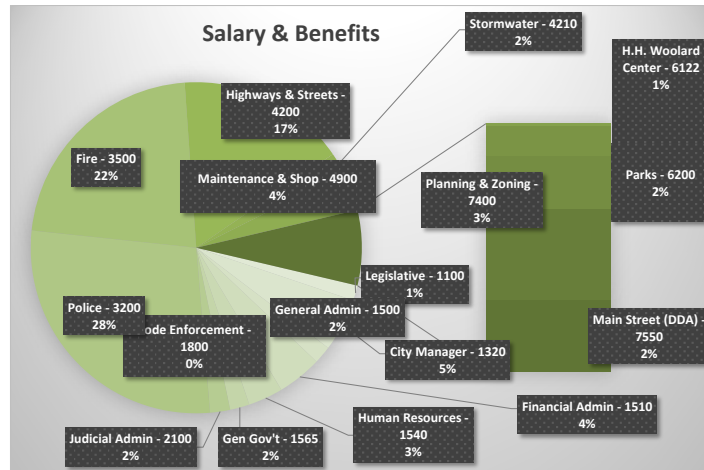 Salary & Benefits
Stormwater - 4210
2%
H.H. Woolard
Center - 6122
1%
Highways & Streets -
4200
17%
Fire - 3500
22%
Maintenance & Shop - 4900
4%
Planning & Zoning -
7400
3%
Parks - 6200
2%
Legislative - 1100
1%
General Admin - 1500
2%
Police - 3200
28%
ode Enforcement -
1800
0%
City Manager - 1320
5%
Main Street (DDA) -
7550
2%
Financial Admin - 1510
4%
Human Resources -
1540
3%
Judicial Admin - 2100
2%
Gen Gov't - 1565
2%